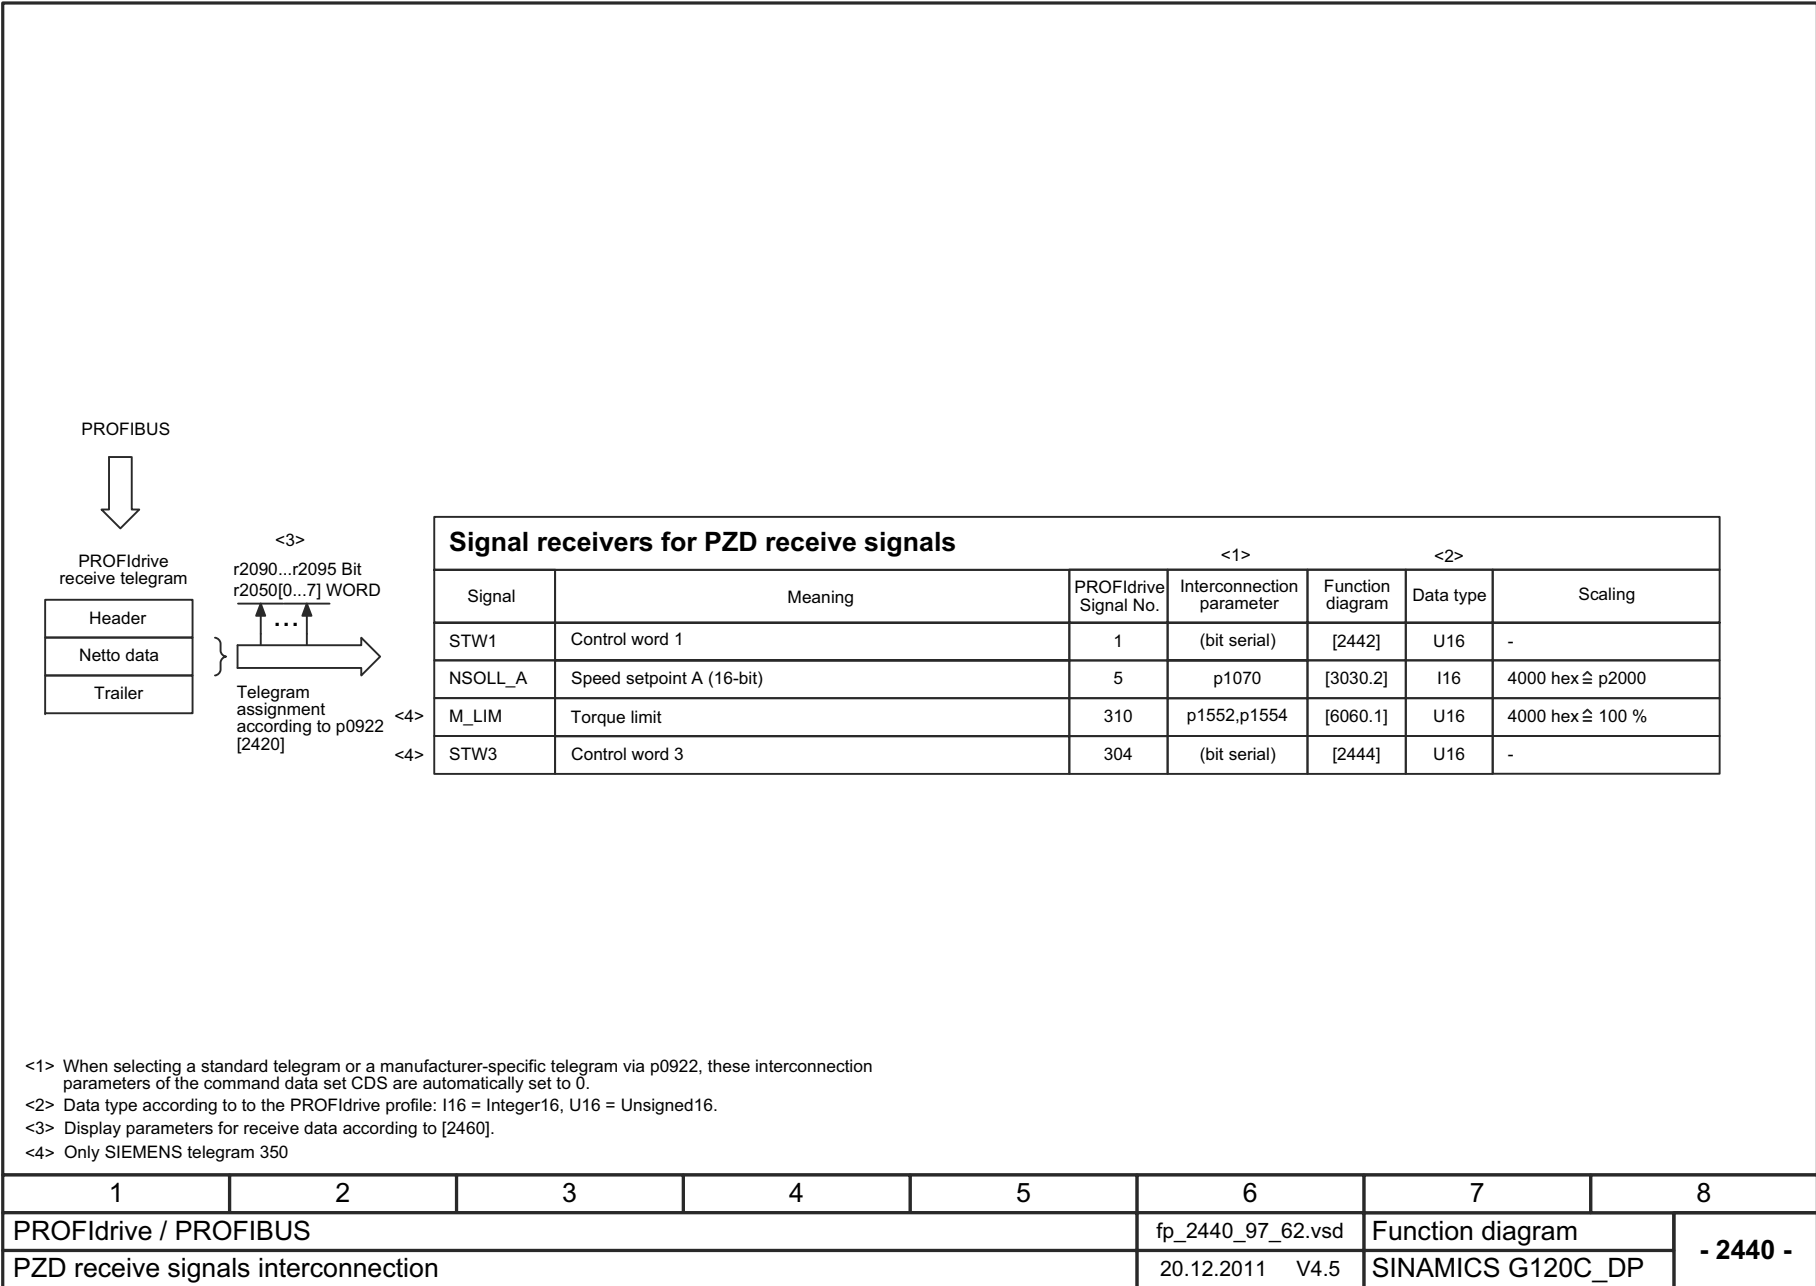 PROFIBUS
PROFIdrive
receive telegram
Header
Netto data
Trailer
<3>
r2090...r2095 Bit
r2050[0...7] WORD
...
Telegram
assignment
according to p0922
[2420]
Signal receivers for PZD receive signals
<1> <2>
Signal Meaning PROFIdrive Signal No. Interconnection parameter Function diagram Data type Scaling
STW1 Control word 1 1 (bit serial) [2442] U16 -
NSOLL_A Speed setpoint A (16-bit) 5 p1070 [3030.2] I16 4000 hex ≙ p2000
<4> M_LIM Torque limit 310 p1552,p1554 [6060.1] U16 4000 hex ≙ 100 %
<4> STW3 Control word 3 304 (bit serial) [2444] U16 -
<1> When selecting a standard telegram or a manufacturer-specific telegram via p0922, these interconnection
parameters of the command data set CDS are automatically set to 0.
<2> Data type according to to the PROFIdrive profile: I16 = Integer16, U16 = Unsigned16.
<3> Display parameters for receive data according to [2460].
<4> Only SIEMENS telegram 350
1 2 3 4 5 6 7 8
PROFIdrive / PROFIBUS fp_2440_97_62.vsd Function diagram
- 2440 -
PZD receive signals interconnection 20.12.2011 V4.5 SINAMICS G120C_DP